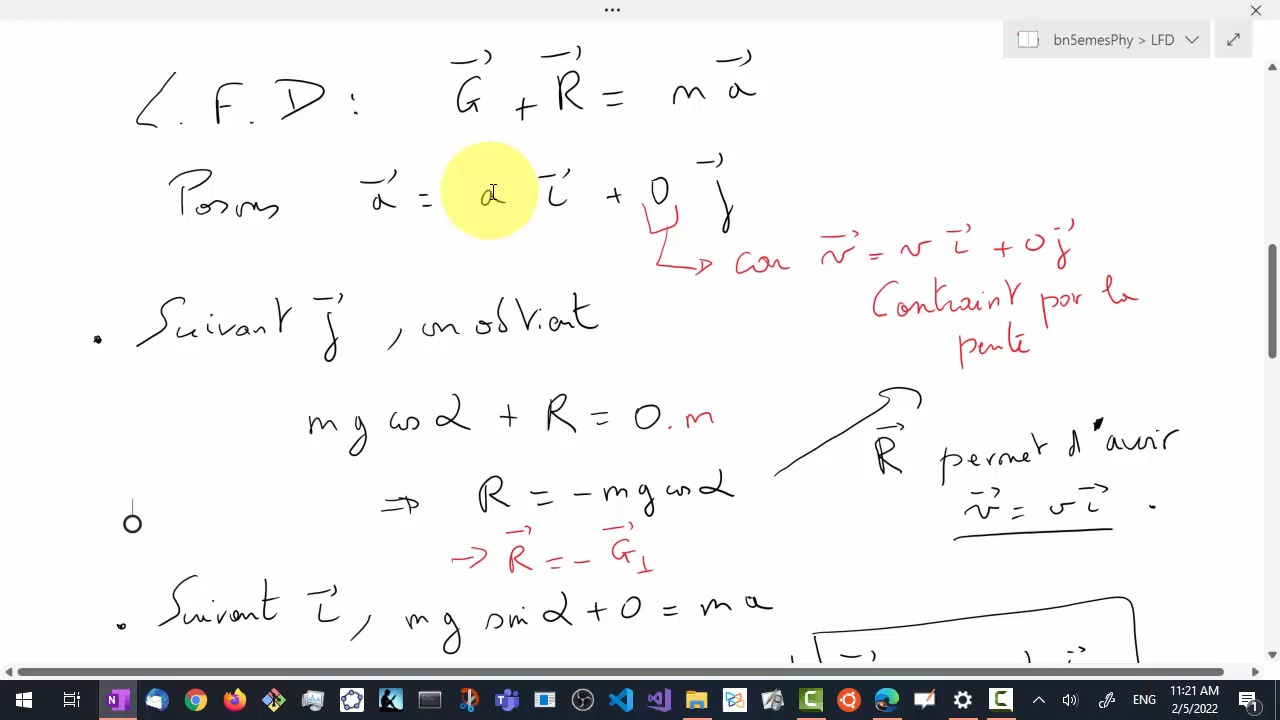 bn5emesPhy > LFD
L.F.D: G⃗ + R⃗ = m a⃗
Posons a⃗ = a i⃗ + 0 j⃗
car v⃗ = v i⃗ + 0 j⃗
Contraint par la
pente
. Suivant j⃗, on obtient
mg cos α + R = 0.m
R⃗ permet d'avoir
v⃗ = v i⃗ .
⇒ R = -mg cos α
→ R⃗ = - G⃗⊥
. Suivant i⃗, mg sin α + 0 = ma
ENG
11:21 AM
2/5/2022